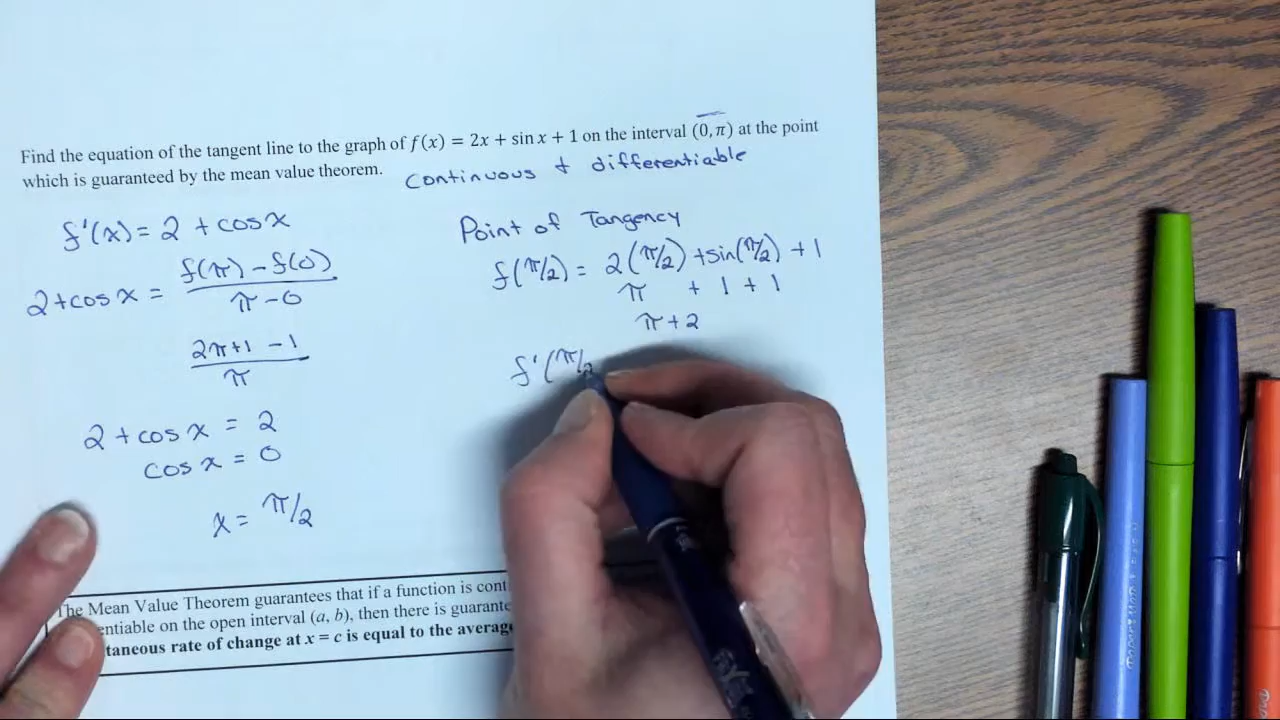 Find the equation of the tangent line to the graph of f(x) = 2x + sin x + 1 on the interval (0, π) at the point
which is guaranteed by the mean value theorem.
continuous + differentiable
f'(x) = 2 + cos x
2 + cos x = f(π) - f(0) / π - 0
2π+1 - 1 / π
2 + cos x = 2
cos x = 0
x = π/2
Point of Tangency
f(π/2) = 2(π/2) + sin(π/2) + 1
π + 1 + 1
π + 2
f'(π/2
The Mean Value Theorem guarantees that if a function is cont
entiable on the open interval (a, b), then there is guarante
taneous rate of change at x = c is equal to the average